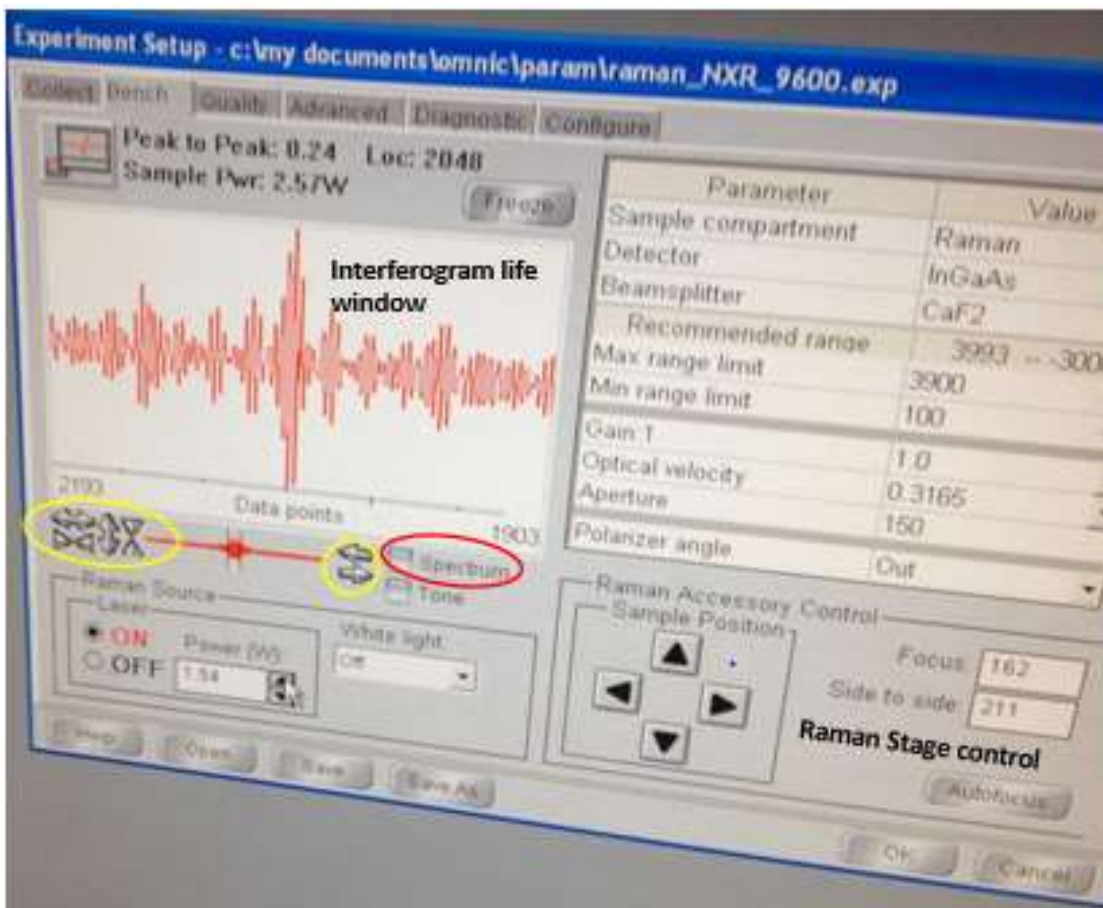 Experiment Setup - c:\my documents\omnic\param\raman_NXR_9600.exp
Collect Bench Quality Advanced Diagnostic Configure
Peak to Peak: 0.24 Loc: 2048
Sample Pwr: 2.57W
Freeze
Interferogram life
window
2193 Data points 1903
Spectrum
Tone
Raman Source
Laser
ON
OFF
Power (W)
1.54
White light
Off
Parameter Value
Sample compartment Raman
Detector InGaAs
Beamsplitter CaF2
Recommended range 3993 -- -300
Max range limit 3900
Min range limit 100
Gain 1 1.0
Optical velocity 0.3165
Aperture 150
Polarizer angle Out
Raman Accessory Control
Sample Position
Focus 162
Side to side 211
Raman Stage control
Autofocus
Help Open Save Save As
OK Cancel